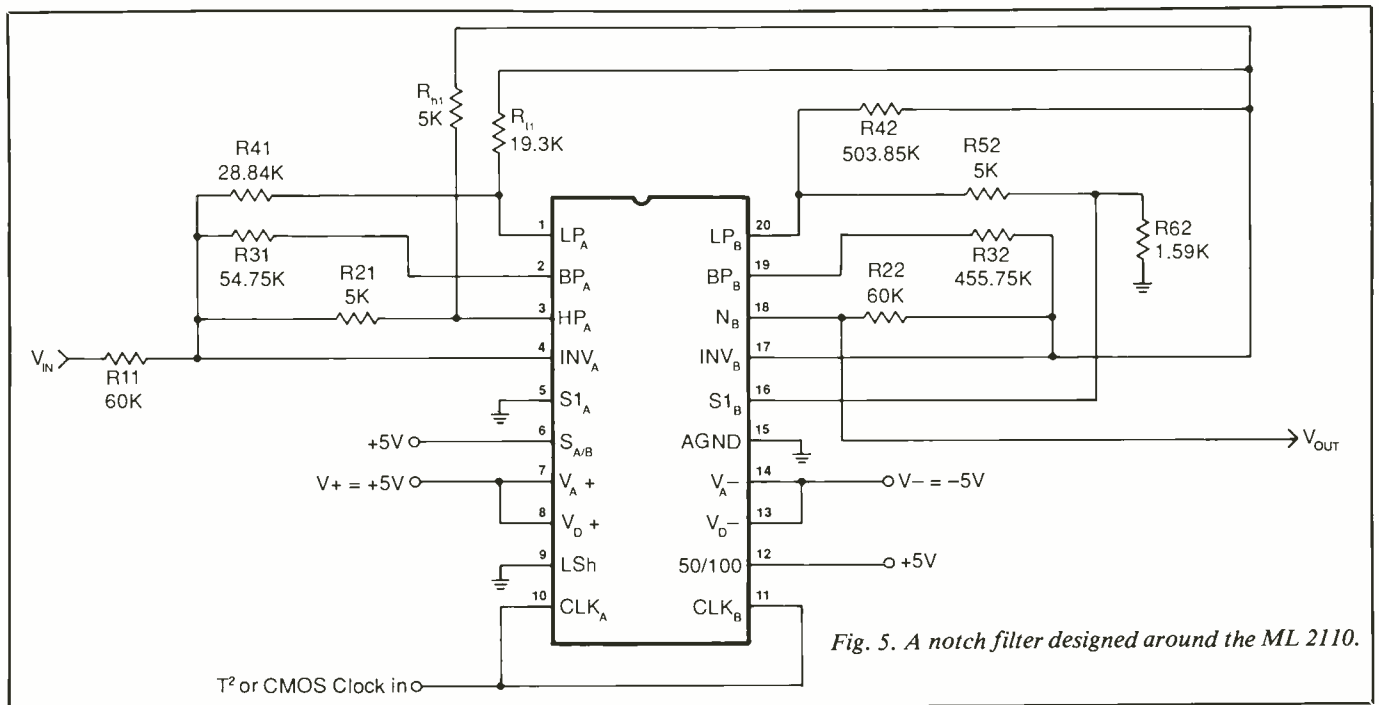 R_h1
5K
R_l1
19.3K
R41
28.84K
R31
54.75K
R21
5K
V_IN
R11
60K
R42
503.85K
R52
5K
R62
1.59K
R32
455.75K
R22
60K
1 LP_A
2 BP_A
3 HP_A
4 INV_A
5 S1_A
+5V 6 S_A/B
V+ = +5V 7 V_A +
8 V_D +
9 LSh
10 CLK_A
LP_B 20
BP_B 19
N_B 18
INV_B 17
S1_B 16
AGND 15
V_OUT
V_A− 14 V− = −5V
V_D− 13
50/100 12 +5V
CLK_B 11
T² or CMOS Clock in
Fig. 5. A notch filter designed around the ML 2110.